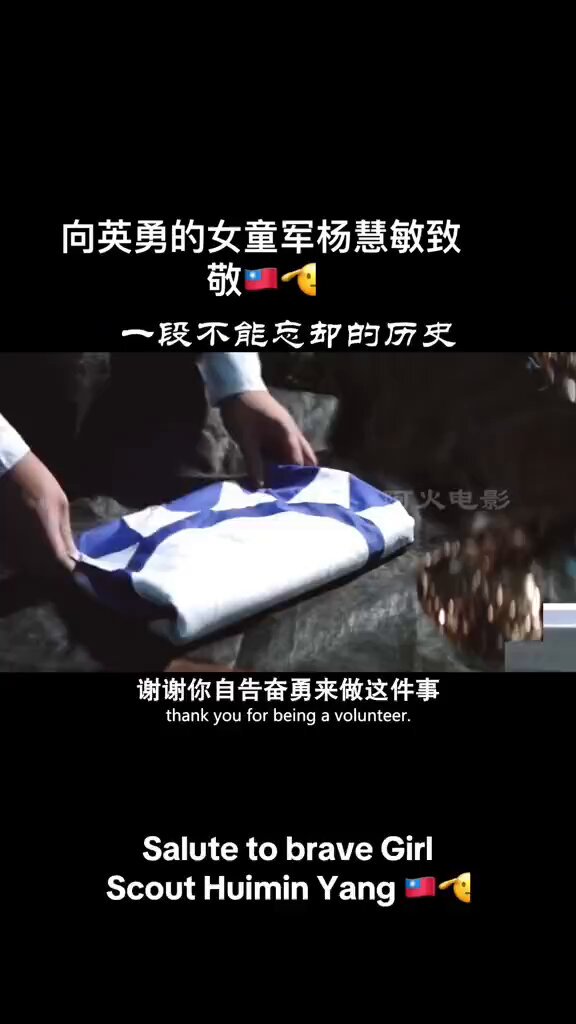 向英勇的女童军杨慧敏致
敬🇹🇼🫡
一段不能忘却的历史
阿火电影
谢谢你自告奋勇来做这件事
thank you for being a volunteer.
Salute to brave Girl
Scout Huimin Yang 🇹🇼🫡